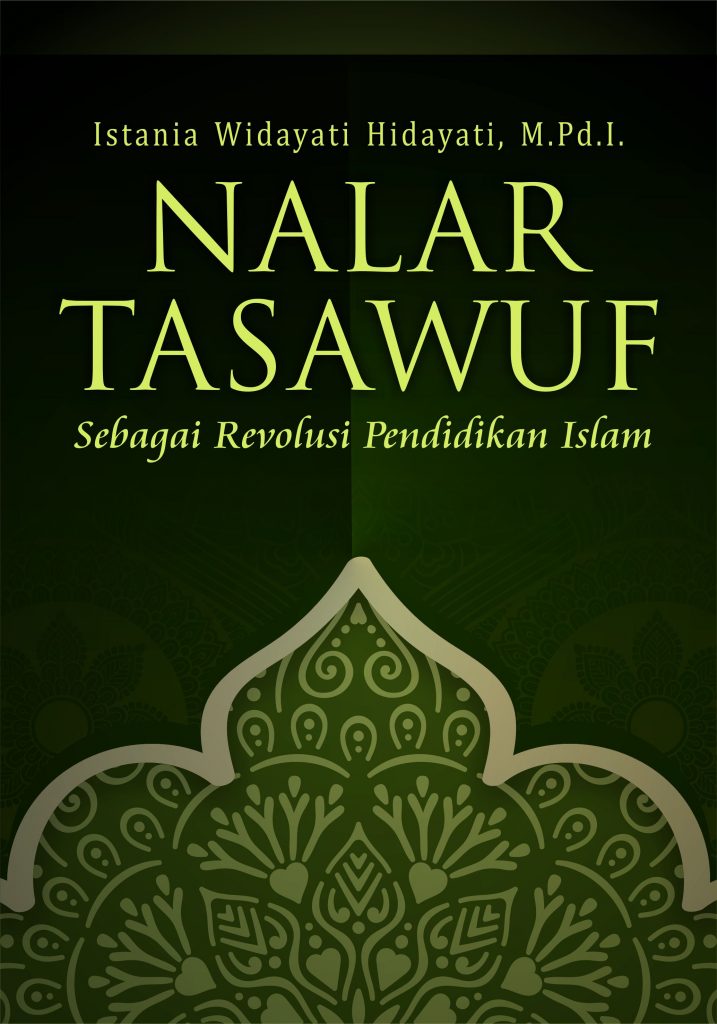 Istania Widayati Hidayati, M.Pd.I.
NALAR
TASAWUF
Sebagai Revolusi Pendidikan Islam